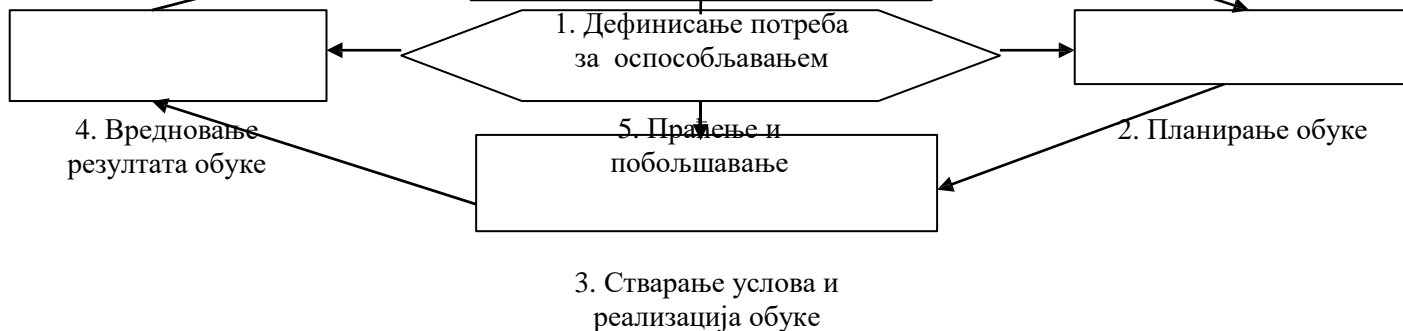 1. Дефинисање потреба
за оспособљавањем
4. Вредновање
резултата обуке
5. Праћење и
побољшавање
2. Планирање обуке
3. Стварање услова и
реализација обуке